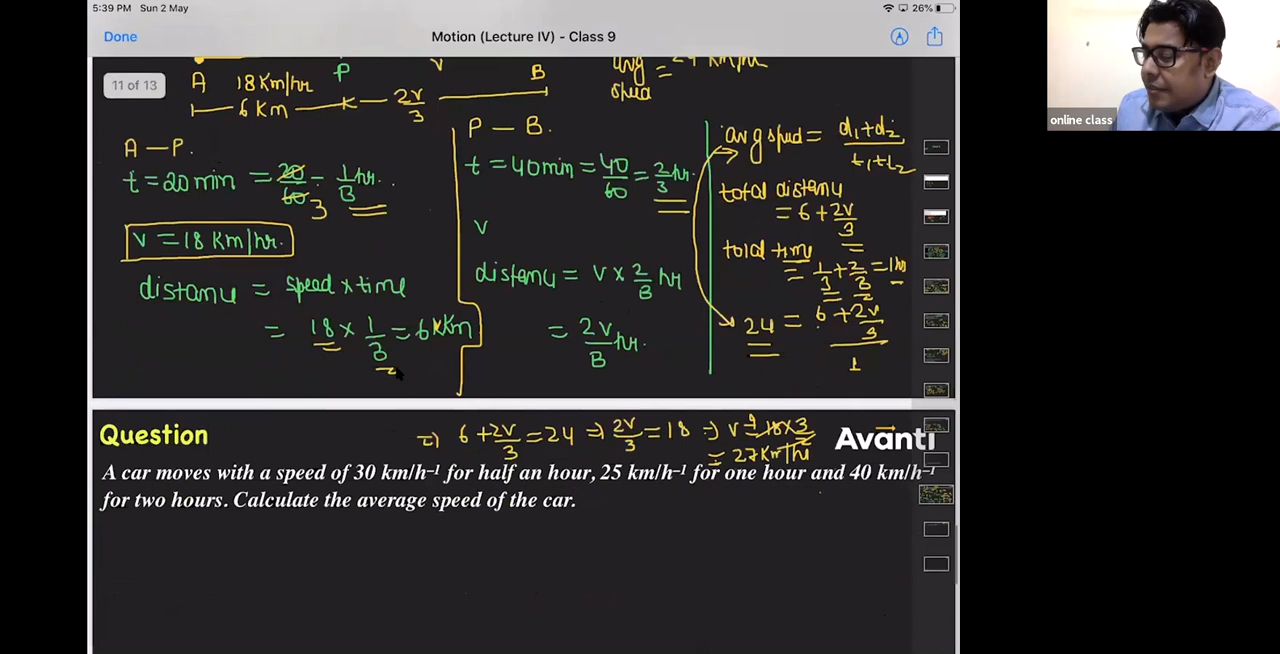 5:39 PM Sun 2 May
26%
Done
Motion (Lecture IV) - Class 9
11 of 13
A 18 Km/hr P v B
6 Km 2v/3
avg speed =
A — P.
t = 20 min = 20/60 = 1/3 hr.
3
v = 18 Km/hr.
distance = speed x time
= 18 x 1/3 = 6 Km
P — B.
t = 40 min = 40/60 = 2/3 hr.
v
distance = v x 2/3 hr
= 2v/3 hr.
avg speed = d1+d2/t1+t2
total distance
= 6 + 2v/3
total time
= 1/3 + 2/3 = 1 hr
24 = 6 + 2v/3
1
Question
=) 6 + 2v/3 = 24 => 2v/3 = 18 => v = 18 x 3/2
= 27 Km/hr
Avanti
A car moves with a speed of 30 km/h⁻¹ for half an hour, 25 km/h⁻¹ for one hour and 40 km/h⁻¹
for two hours. Calculate the average speed of the car.
online class